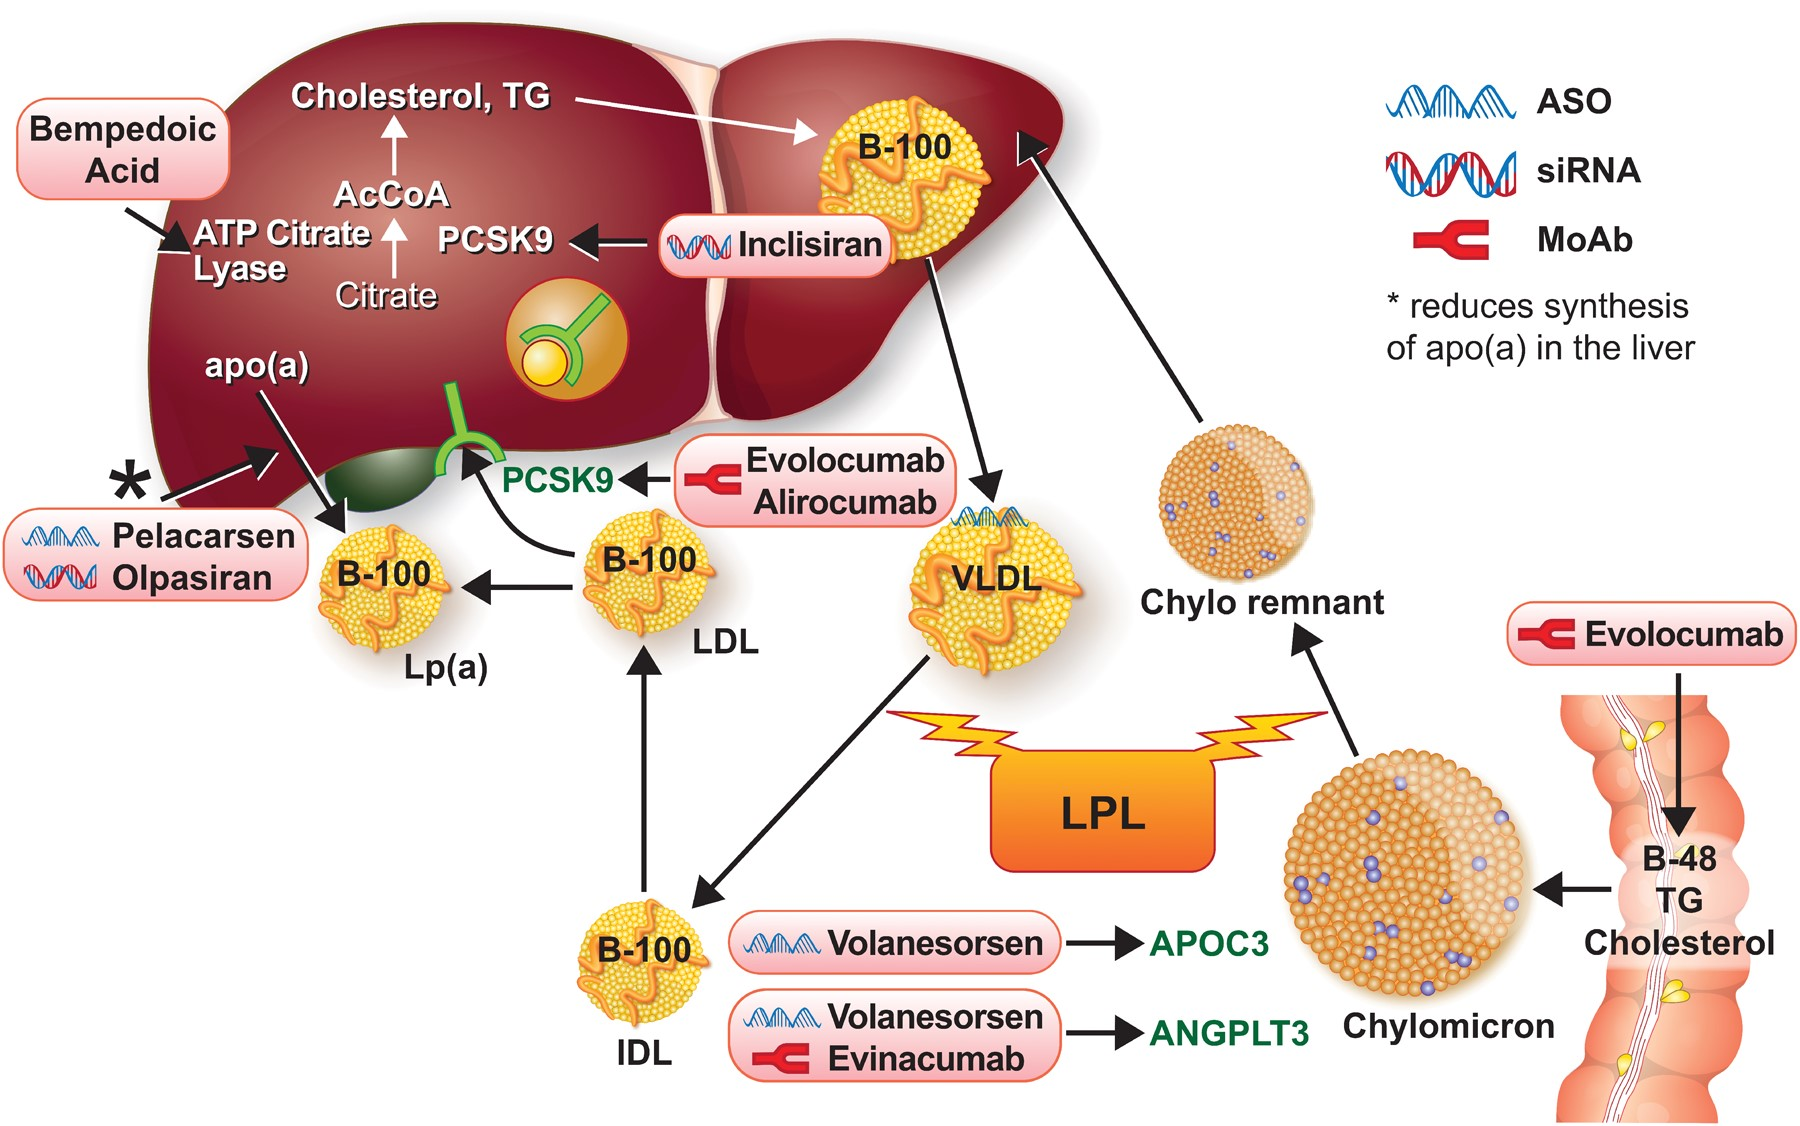 Cholesterol, TG
Bempedoic
Acid
AcCoA
ATP Citrate
Lyase
Citrate
PCSK9
Inclisiran
B-100
ASO
siRNA
MoAb
* reduces synthesis
of apo(a) in the liver
apo(a)
*
Pelacarsen
Olpasiran
B-100
Lp(a)
PCSK9
Evolocumab
Alirocumab
B-100
LDL
VLDL
Chylo remnant
Evolocumab
LPL
B-48
TG
Cholesterol
Chylomicron
B-100
IDL
Volanesorsen
APOC3
Volanesorsen
Evinacumab
ANGPLT3